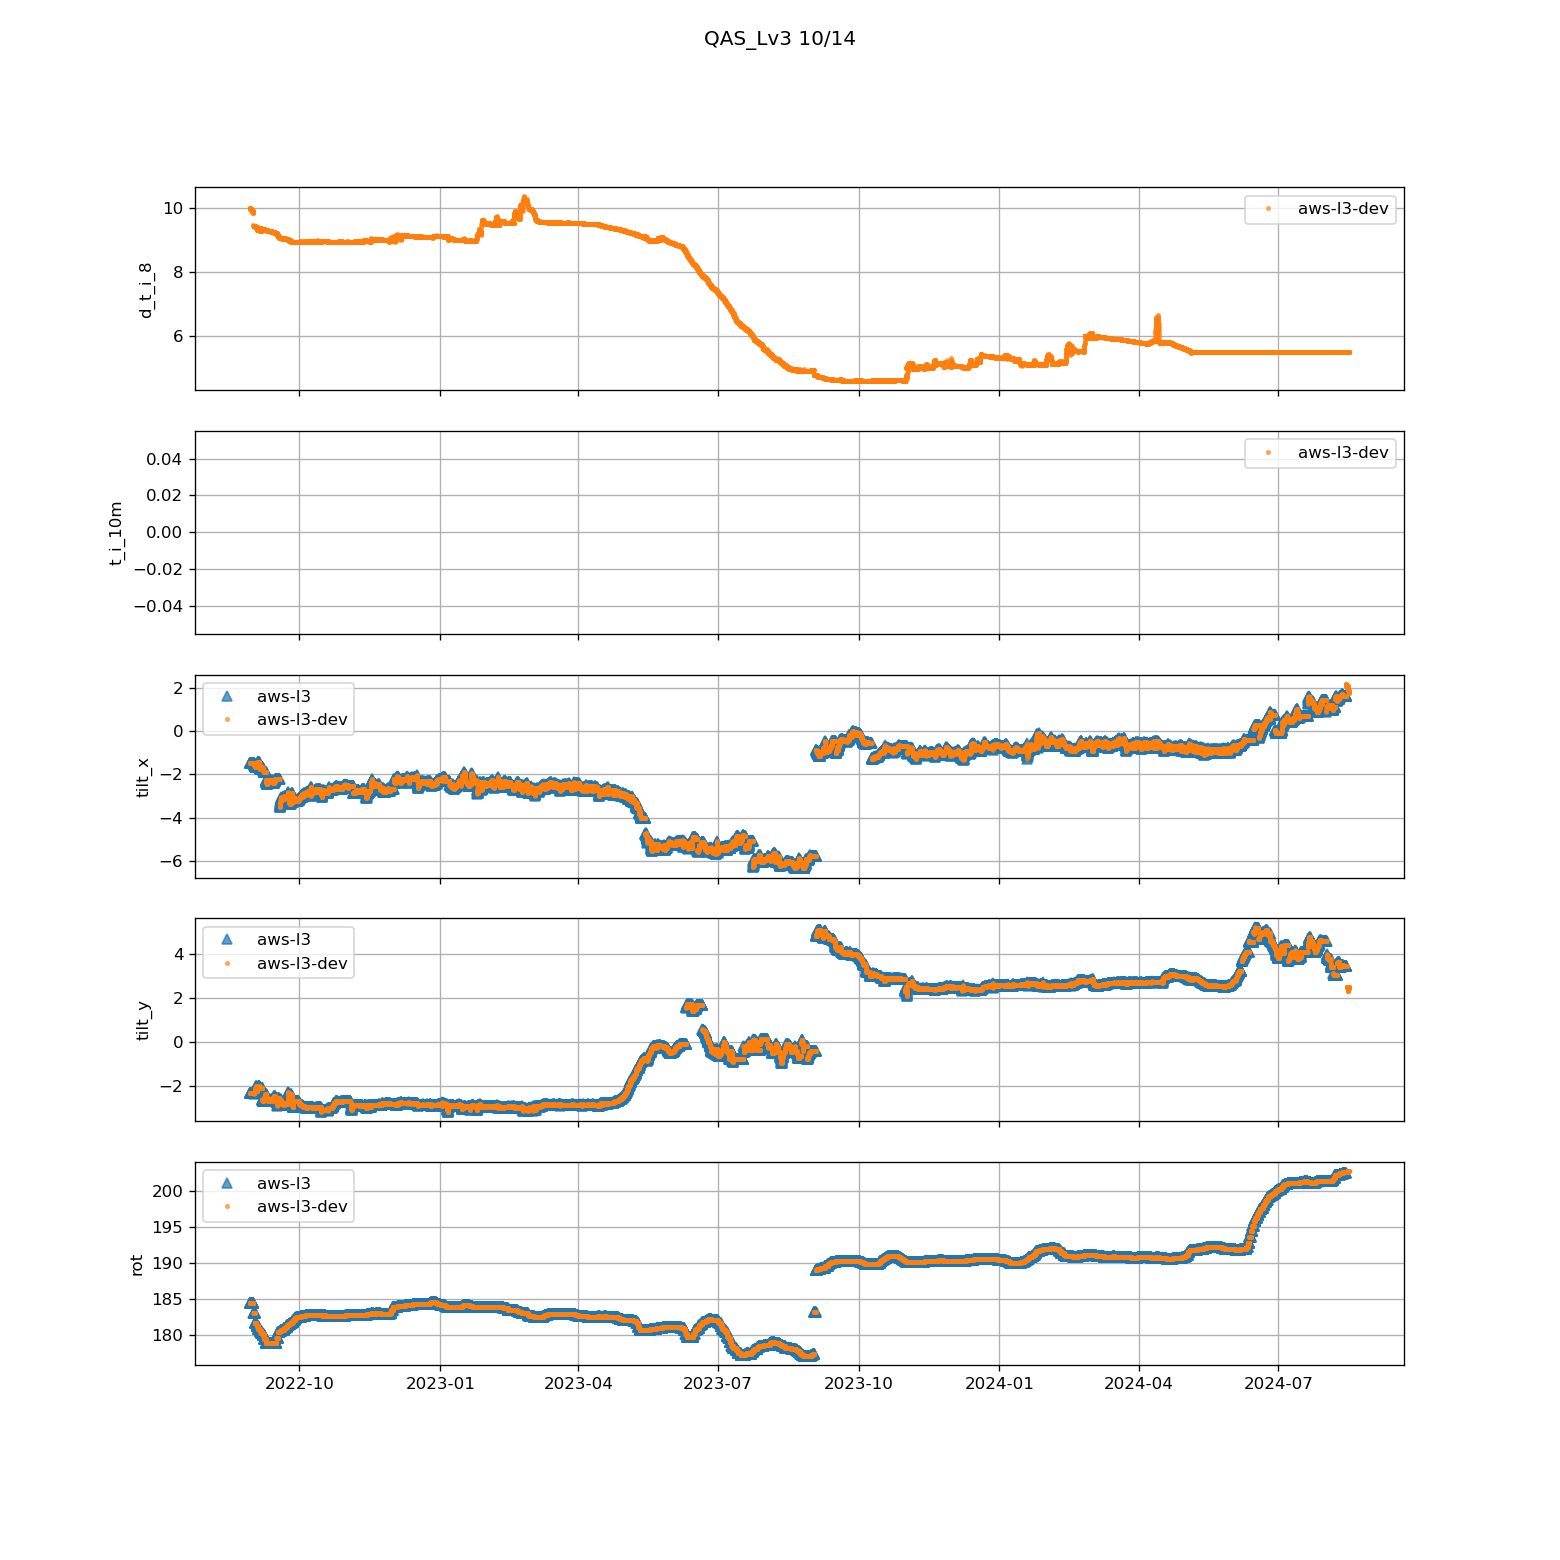 QAS_Lv3 10/14
10
8
6
d_t_i_8
aws-l3-dev
0.04
0.02
0.00
−0.02
−0.04
t_i_10m
aws-l3-dev
2
0
−2
−4
−6
tilt_x
aws-l3
aws-l3-dev
4
2
0
−2
tilt_y
aws-l3
aws-l3-dev
200
195
190
185
180
rot
aws-l3
aws-l3-dev
2022-10 2023-01 2023-04 2023-07 2023-10 2024-01 2024-04 2024-07